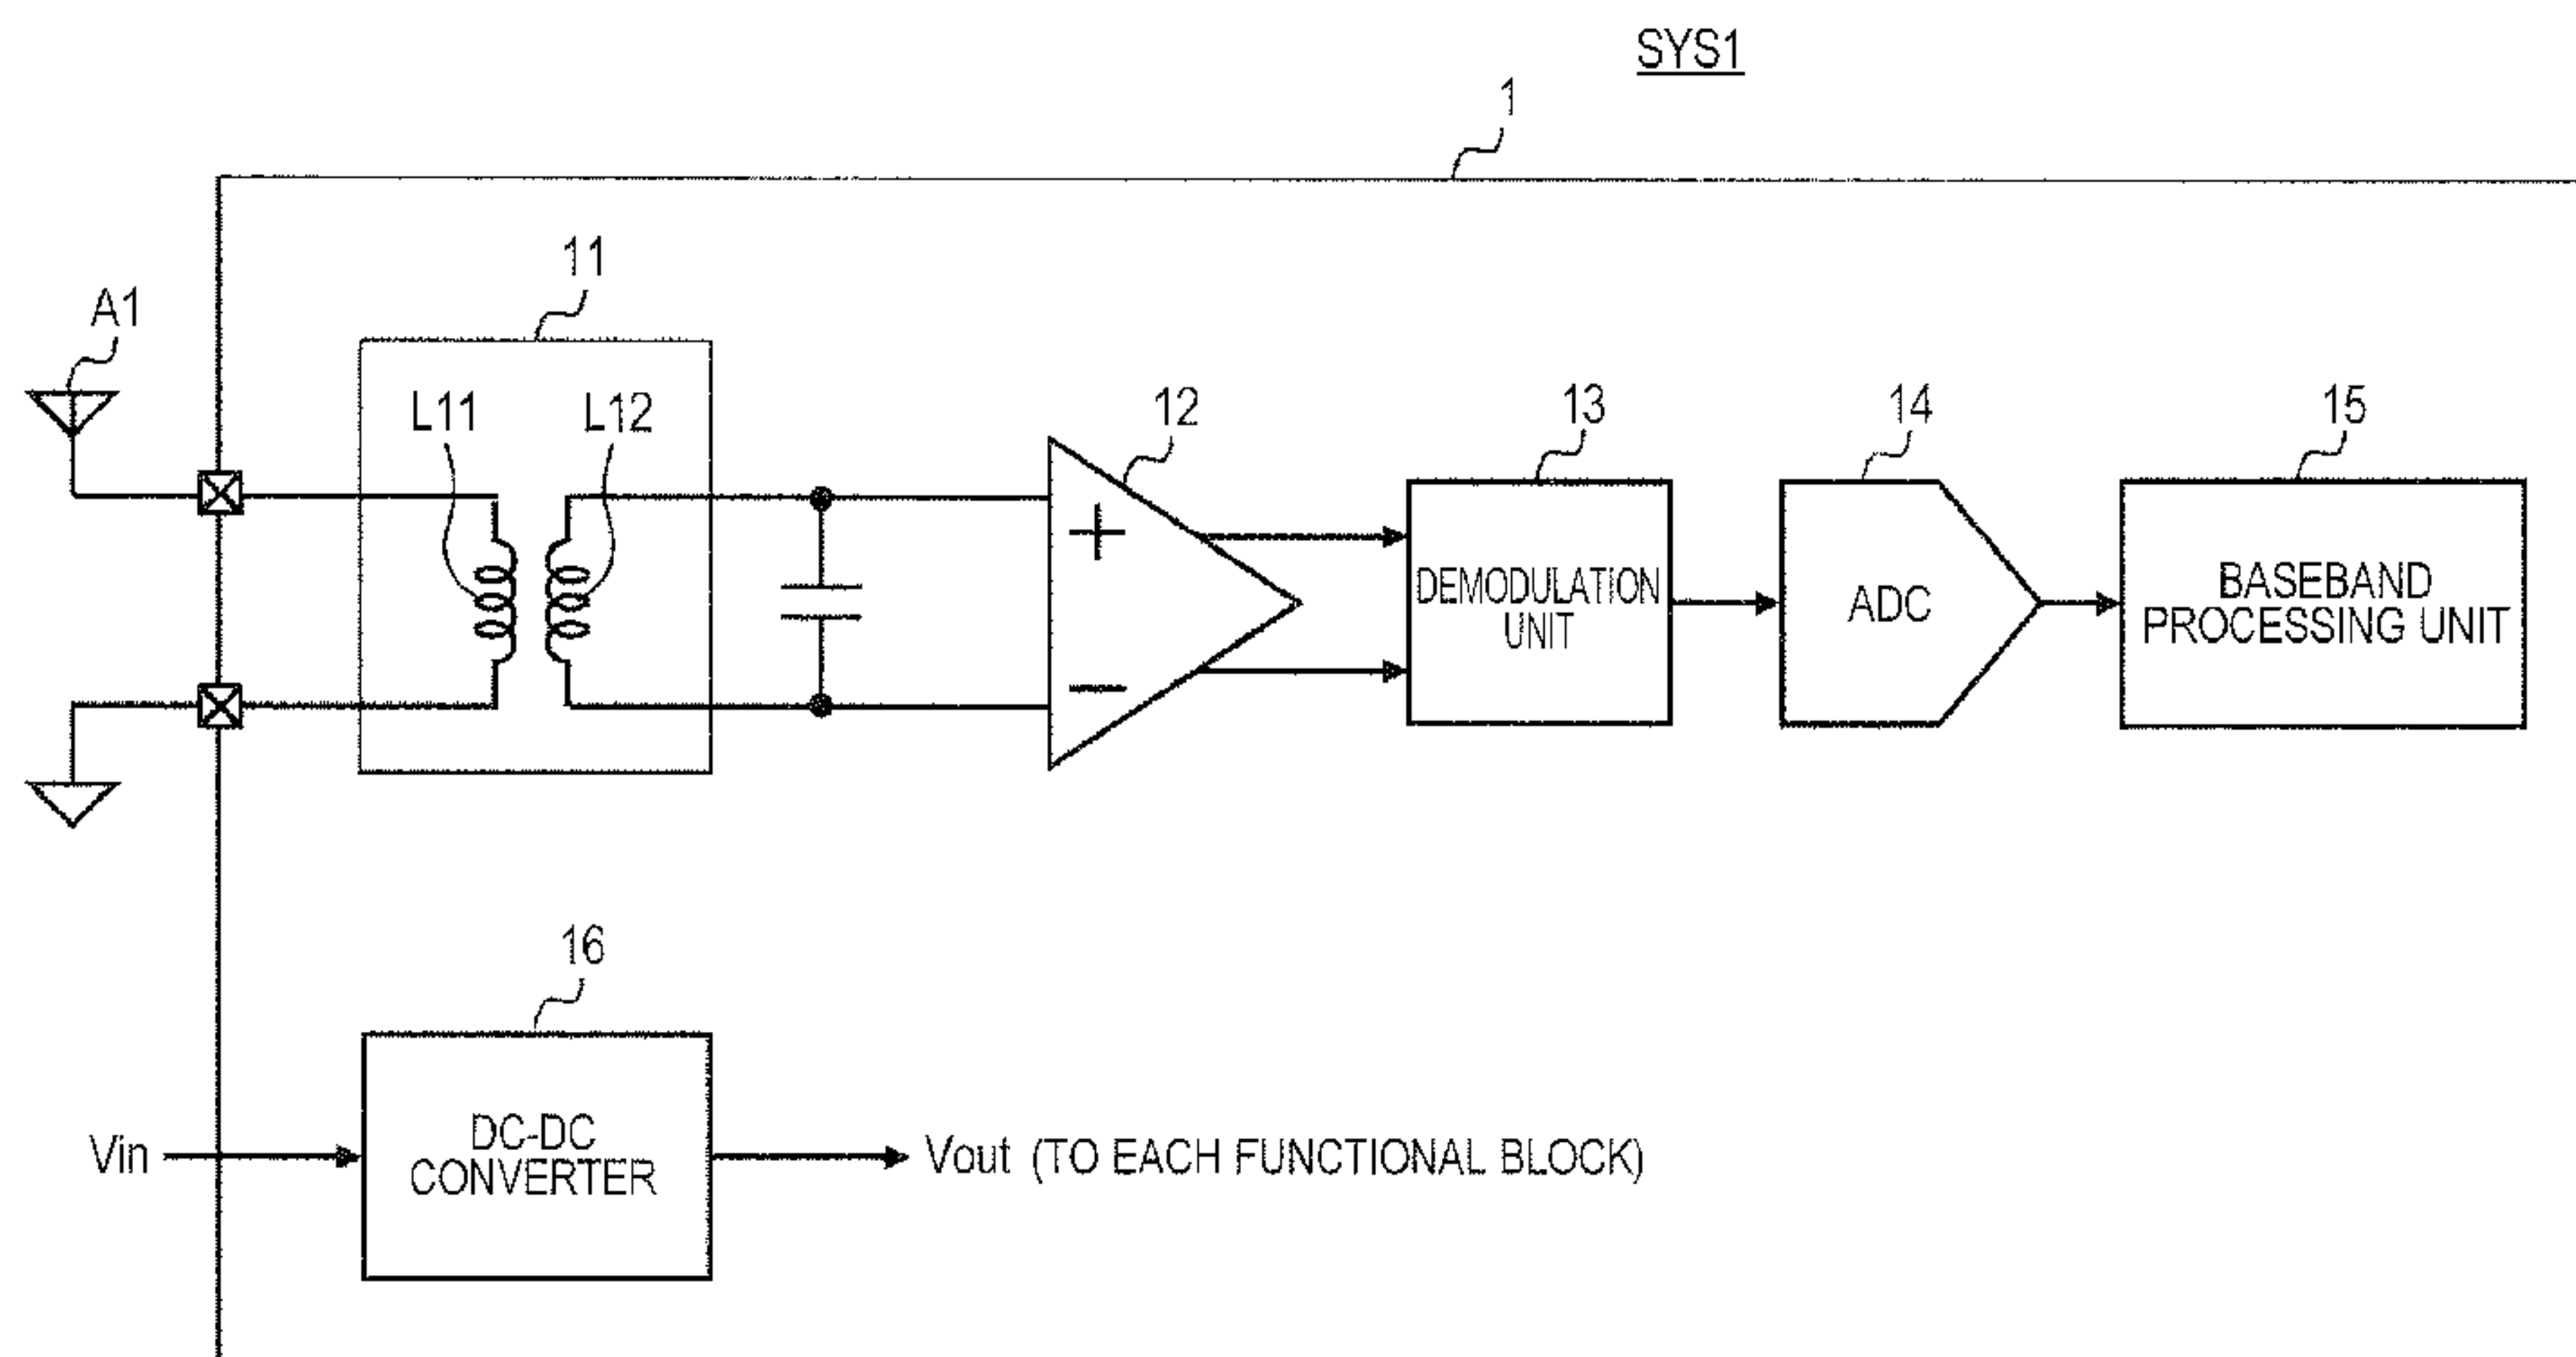 SYS1
1
11
A1
L11
L12
12
13
14
15
+
−
DEMODULATION
UNIT
ADC
BASEBAND
PROCESSING UNIT
16
Vin
DC-DC
CONVERTER
Vout (TO EACH FUNCTIONAL BLOCK)